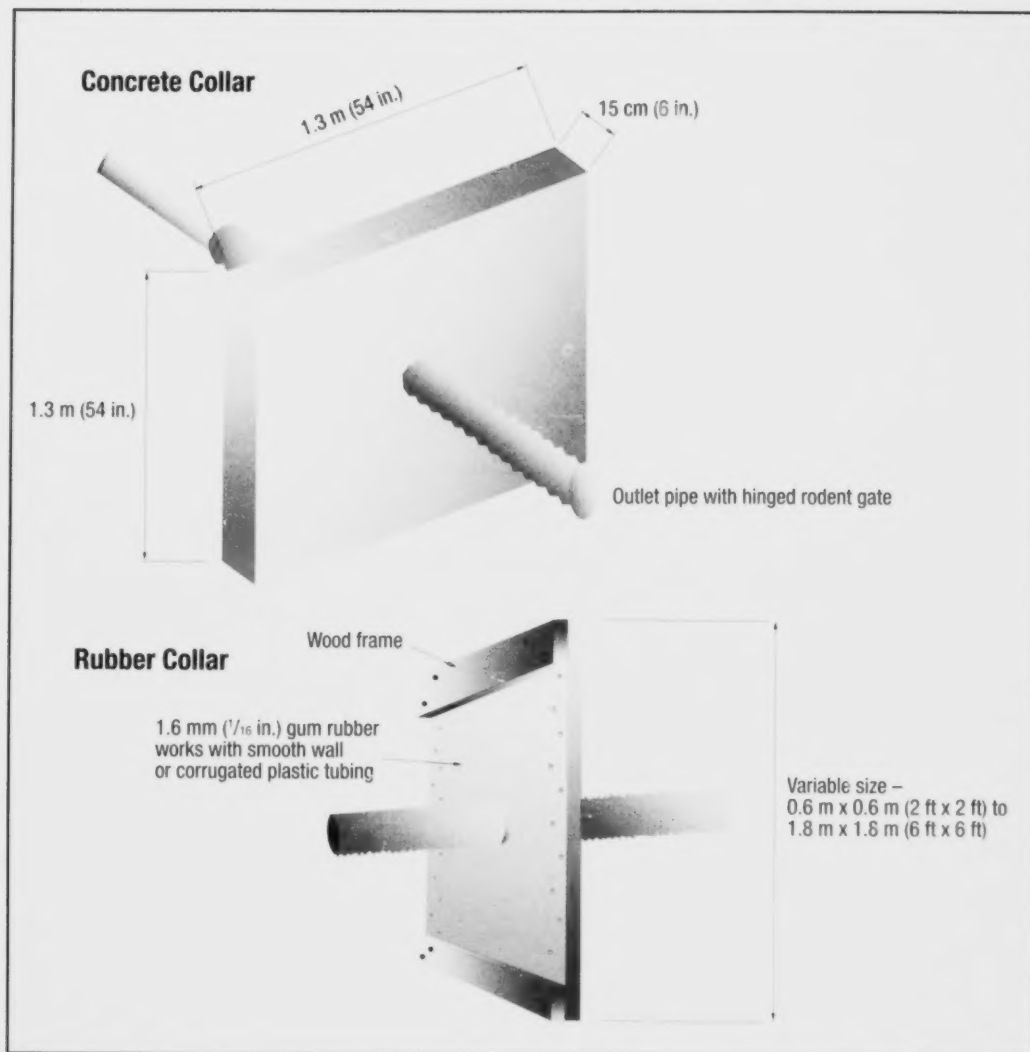 Concrete Collar
1.3 m (54 in.)
15 cm (6 in.)
1.3 m (54 in.)
Outlet pipe with hinged rodent gate
Rubber Collar
Wood frame
1.6 mm (1/16 in.) gum rubber
works with smooth wall
or corrugated plastic tubing
Variable size –
0.6 m x 0.6 m (2 ft x 2 ft) to
1.8 m x 1.8 m (6 ft x 6 ft)